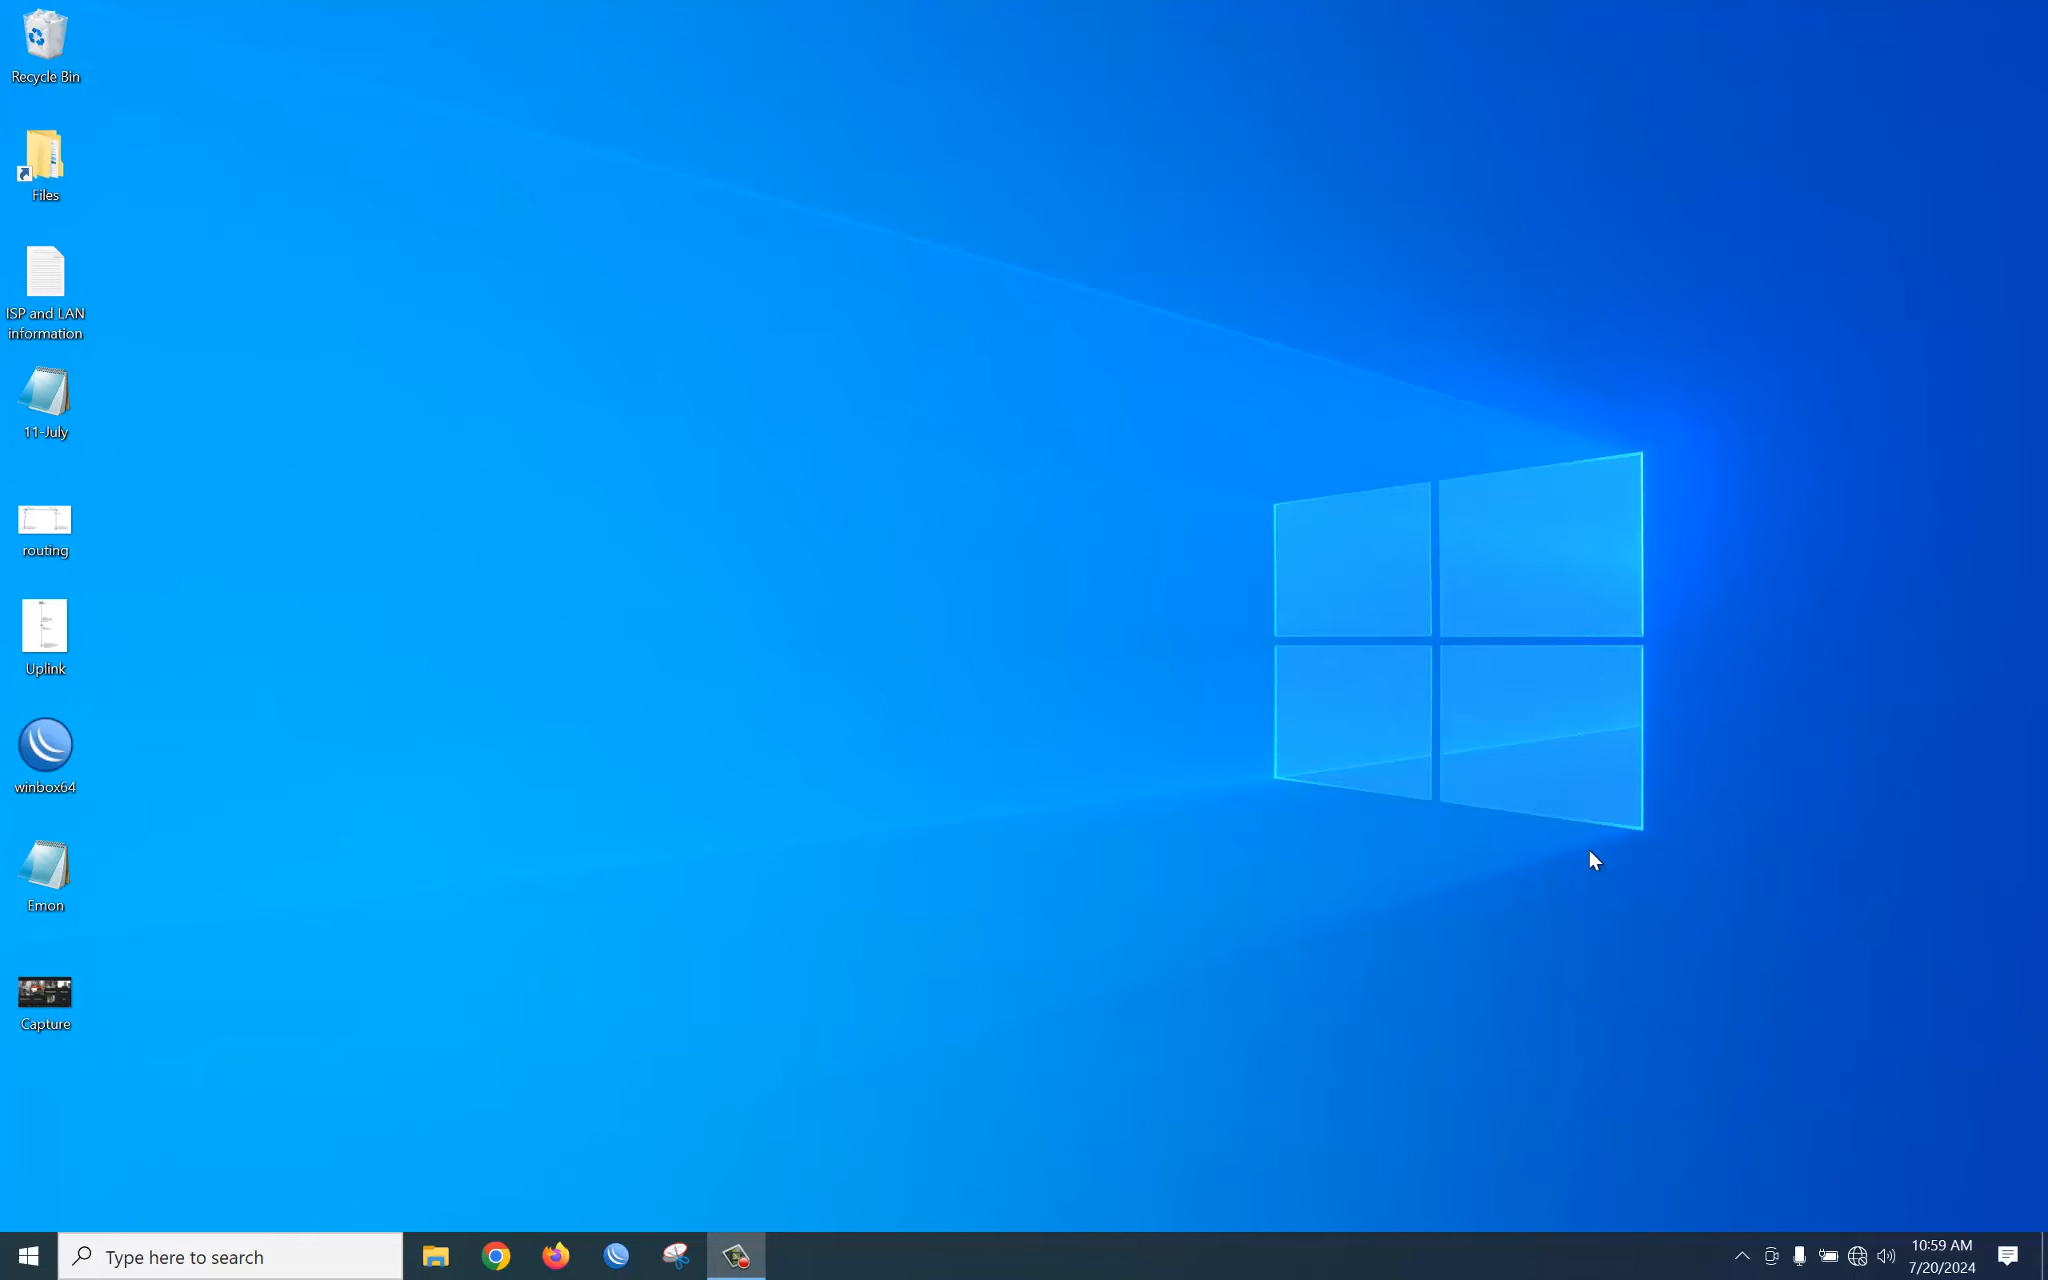 Recycle Bin
Files
ISP and LAN
information
11-July
routing
Uplink
winbox64
Emon
Capture
Type here to search
10:59 AM
7/20/2024